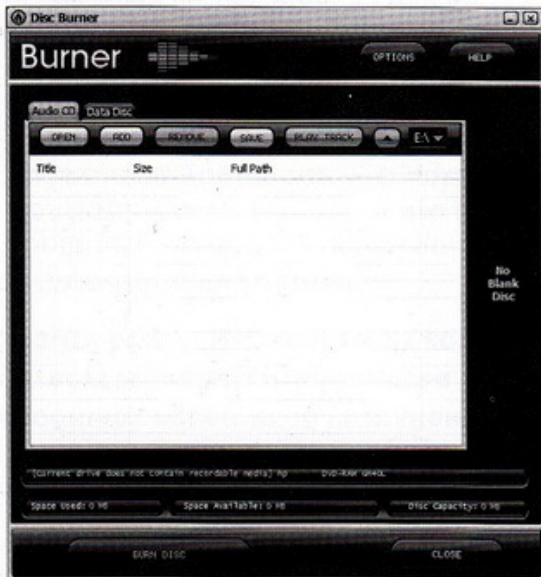 Disc Burner
Burner
OPTIONS HELP
Audio CD Data Disc
OPEN ADD REMOVE SAVE PLAY TRACK E:\
Title Size Full Path
No
Blank
Disc
[Current drive does not contain recordable media] hp DVD-RAM GH40L
Space Used: 0 MB Space Available: 0 MB Disc Capacity: 0 MB
BURN DISC CLOSE